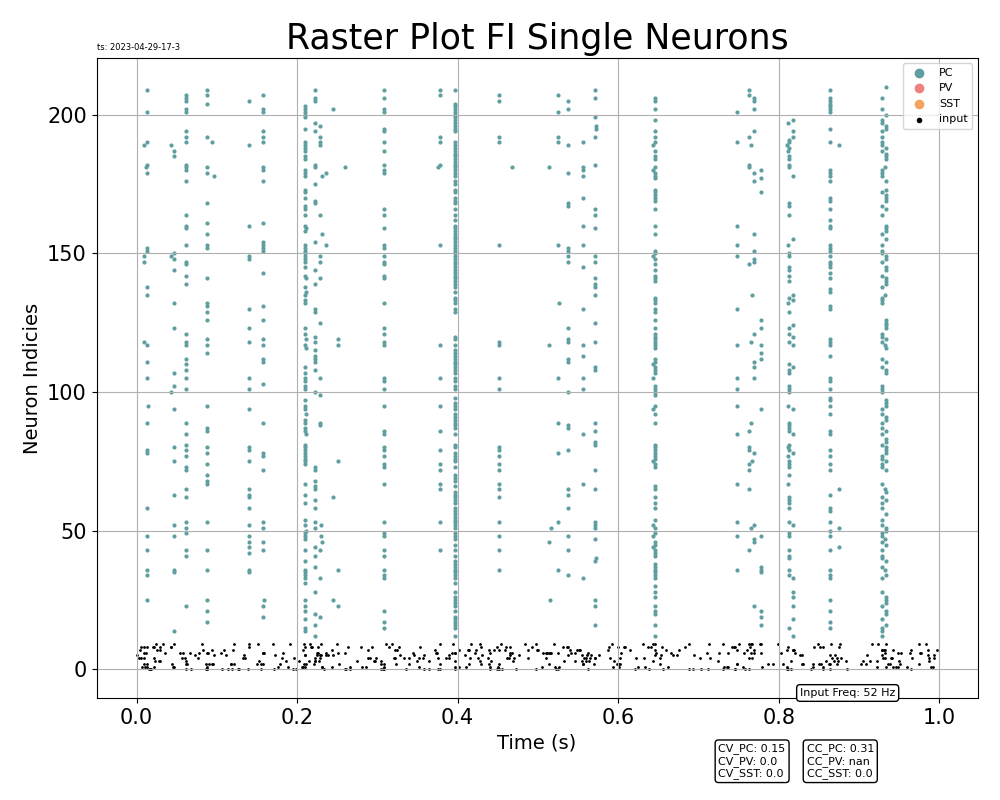 Raster Plot FI Single Neurons
ts: 2023-04-29-17-3
PC
PV
SST
input
200
150
100
50
0
Neuron Indicies
0.0 0.2 0.4 0.6 0.8 1.0
Time (s)
Input Freq: 52 Hz
CV_PC: 0.15
CV_PV: 0.0
CV_SST: 0.0
CC_PC: 0.31
CC_PV: nan
CC_SST: 0.0